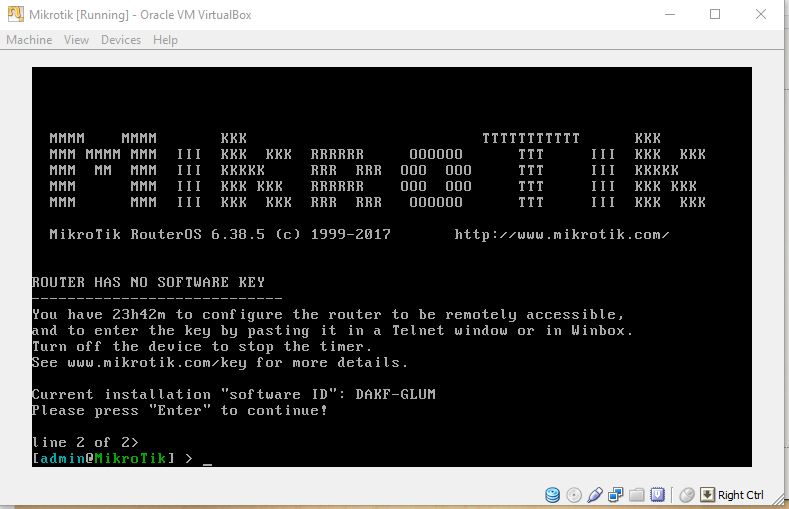 Mikrotik [Running] - Oracle VM VirtualBox
Machine View Devices Help
MMMM    MMMM       KKK                          TTTTTTTTTTT      KKK
MMM MMMM MMM  III  KKK  KKK  RRRRRR     OOOOOO      TTT     III  KKK  KKK
MMM  MM  MMM  III  KKKKK     RRR  RRR  OOO  OOO     TTT     III  KKKKK
MMM      MMM  III  KKK KKK   RRRRRR    OOO  OOO     TTT     III  KKK KKK
MMM      MMM  III  KKK  KKK  RRR  RRR   OOOOOO      TTT     III  KKK  KKK
MikroTik RouterOS 6.38.5 (c) 1999-2017       http://www.mikrotik.com/
ROUTER HAS NO SOFTWARE KEY
----------------------------
You have 23h42m to configure the router to be remotely accessible,
and to enter the key by pasting it in a Telnet window or in Winbox.
Turn off the device to stop the timer.
See www.mikrotik.com/key for more details.
Current installation "software ID": DAKF-GLUM
Please press "Enter" to continue!
line 2 of 2>
[admin@MikroTik] > _
Right Ctrl